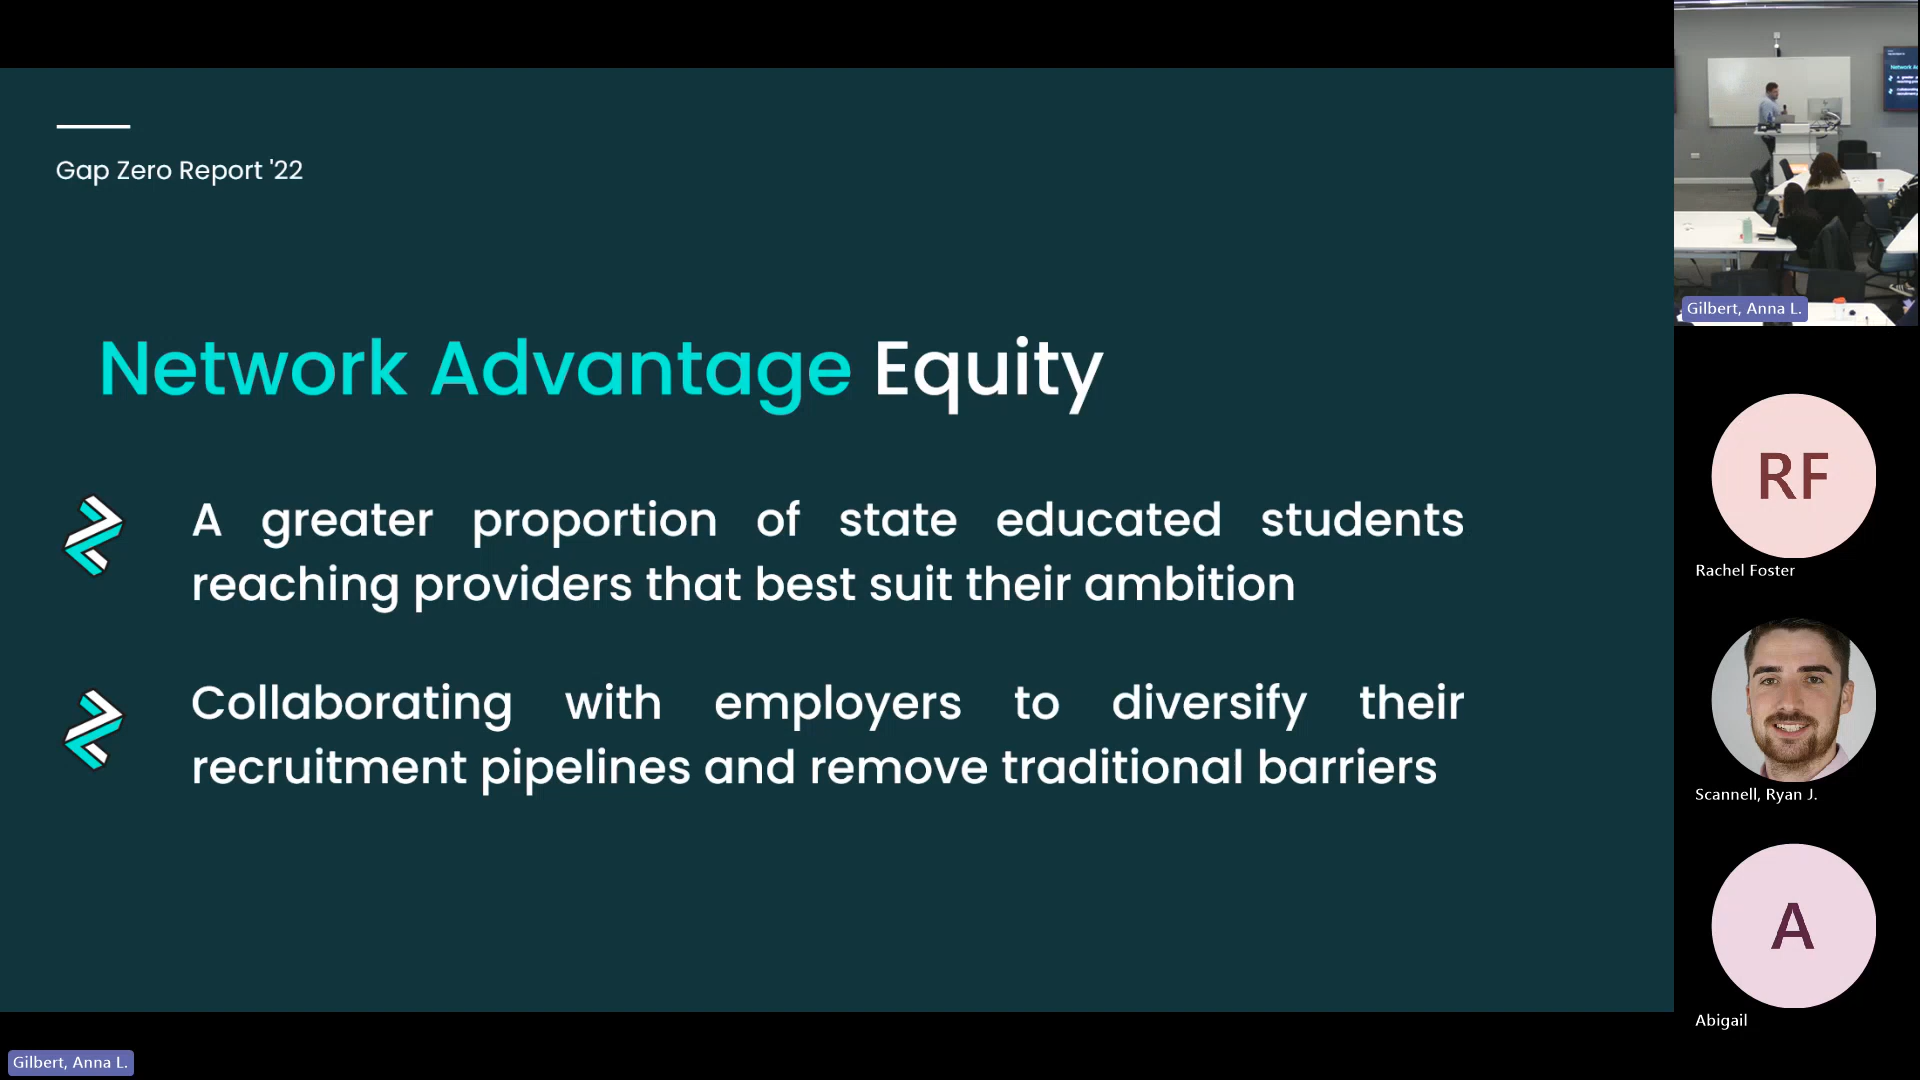 Gap Zero Report '22
Network Advantage Equity
A greater proportion of state educated students
reaching providers that best suit their ambition
Collaborating with employers to diversify their
recruitment pipelines and remove traditional barriers
Gilbert, Anna L.
Network A
Gilbert, Anna L.
RF
Rachel Foster
Scannell, Ryan J.
A
Abigail